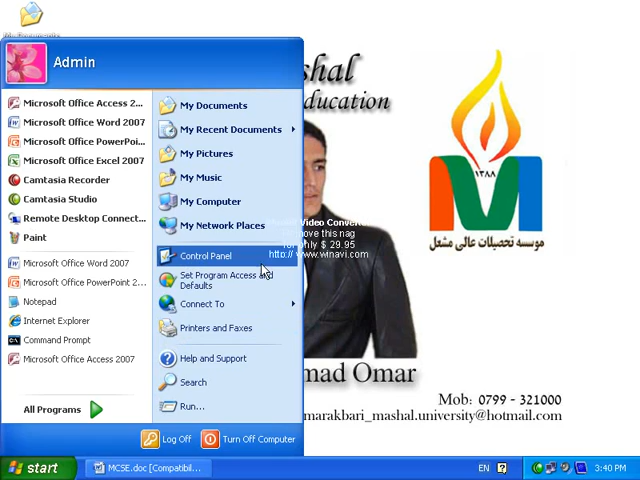 My Documents
Admin
Microsoft Office Access 2...
Microsoft Office Word 2007
Microsoft Office PowerPoi...
Microsoft Office Excel 2007
Camtasia Recorder
Camtasia Studio
Remote Desktop Connect...
Paint
Microsoft Office Word 2007
Microsoft Office PowerPoint 2...
Notepad
Internet Explorer
Command Prompt
Microsoft Office Access 2007
All Programs
My Documents
My Recent Documents
My Pictures
My Music
My Computer
My Network Places
Control Panel
Set Program Access and
Defaults
Connect To
Printers and Faxes
Help and Support
Search
Run...
Log Off
Turn Off Computer
shal
ducation
Video Conve
move this nag
for only $ 29.95
http://www.winavi.com
١٣٨٨
موسسه تحصیلات عالی مشعل
mad Omar
Mob: 0799 - 321000
marakbari_mashal.university@hotmail.com
start
MCSE.doc [Compatibil...
EN
3:40 PM